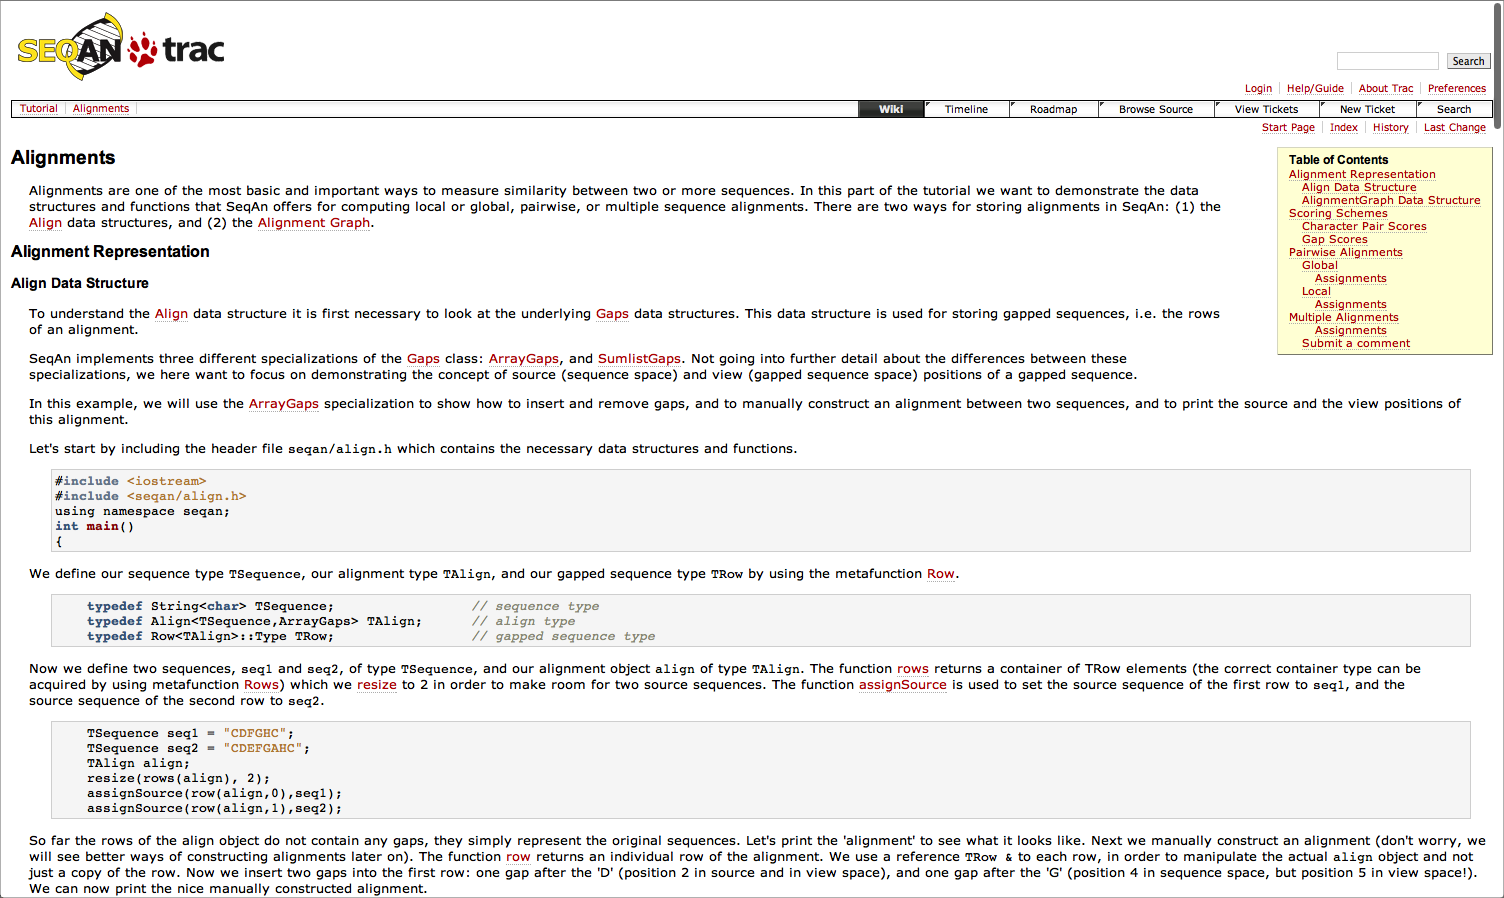 SEQAN trac
Search
Login Help/Guide About Trac Preferences
Tutorial Alignments Wiki Timeline Roadmap Browse Source View Tickets New Ticket Search
Start Page Index History Last Change
Alignments
Alignments are one of the most basic and important ways to measure similarity between two or more sequences. In this part of the tutorial we want to demonstrate the data
structures and functions that SeqAn offers for computing local or global, pairwise, or multiple sequence alignments. There are two ways for storing alignments in SeqAn: (1) the
Align data structures, and (2) the Alignment Graph.
Table of Contents
Alignment Representation
Align Data Structure
AlignmentGraph Data Structure
Scoring Schemes
Character Pair Scores
Gap Scores
Pairwise Alignments
Global
Assignments
Local
Assignments
Multiple Alignments
Assignments
Submit a comment
Alignment Representation
Align Data Structure
To understand the Align data structure it is first necessary to look at the underlying Gaps data structures. This data structure is used for storing gapped sequences, i.e. the rows
of an alignment.
SeqAn implements three different specializations of the Gaps class: ArrayGaps, and SumlistGaps. Not going into further detail about the differences between these
specializations, we here want to focus on demonstrating the concept of source (sequence space) and view (gapped sequence space) positions of a gapped sequence.
In this example, we will use the ArrayGaps specialization to show how to insert and remove gaps, and to manually construct an alignment between two sequences, and to print the source and the view positions of
this alignment.
Let's start by including the header file seqan/align.h which contains the necessary data structures and functions.
#include <iostream>
#include <seqan/align.h>
using namespace seqan;
int main()
{
We define our sequence type TSequence, our alignment type TAlign, and our gapped sequence type TRow by using the metafunction Row.
typedef String<char> TSequence; // sequence type
typedef Align<TSequence,ArrayGaps> TAlign; // align type
typedef Row<TAlign>::Type TRow; // gapped sequence type
Now we define two sequences, seq1 and seq2, of type TSequence, and our alignment object align of type TAlign. The function rows returns a container of TRow elements (the correct container type can be
acquired by using metafunction Rows) which we resize to 2 in order to make room for two source sequences. The function assignSource is used to set the source sequence of the first row to seq1, and the
source sequence of the second row to seq2.
TSequence seq1 = "CDFGHC";
TSequence seq2 = "CDEFGAHC";
TAlign align;
resize(rows(align), 2);
assignSource(row(align,0),seq1);
assignSource(row(align,1),seq2);
So far the rows of the align object do not contain any gaps, they simply represent the original sequences. Let's print the 'alignment' to see what it looks like. Next we manually construct an alignment (don't worry, we
will see better ways of constructing alignments later on). The function row returns an individual row of the alignment. We use a reference TRow & to each row, in order to manipulate the actual align object and not
just a copy of the row. Now we insert two gaps into the first row: one gap after the 'D' (position 2 in source and in view space), and one gap after the 'G' (position 4 in sequence space, but position 5 in view space!).
We can now print the nice manually constructed alignment.